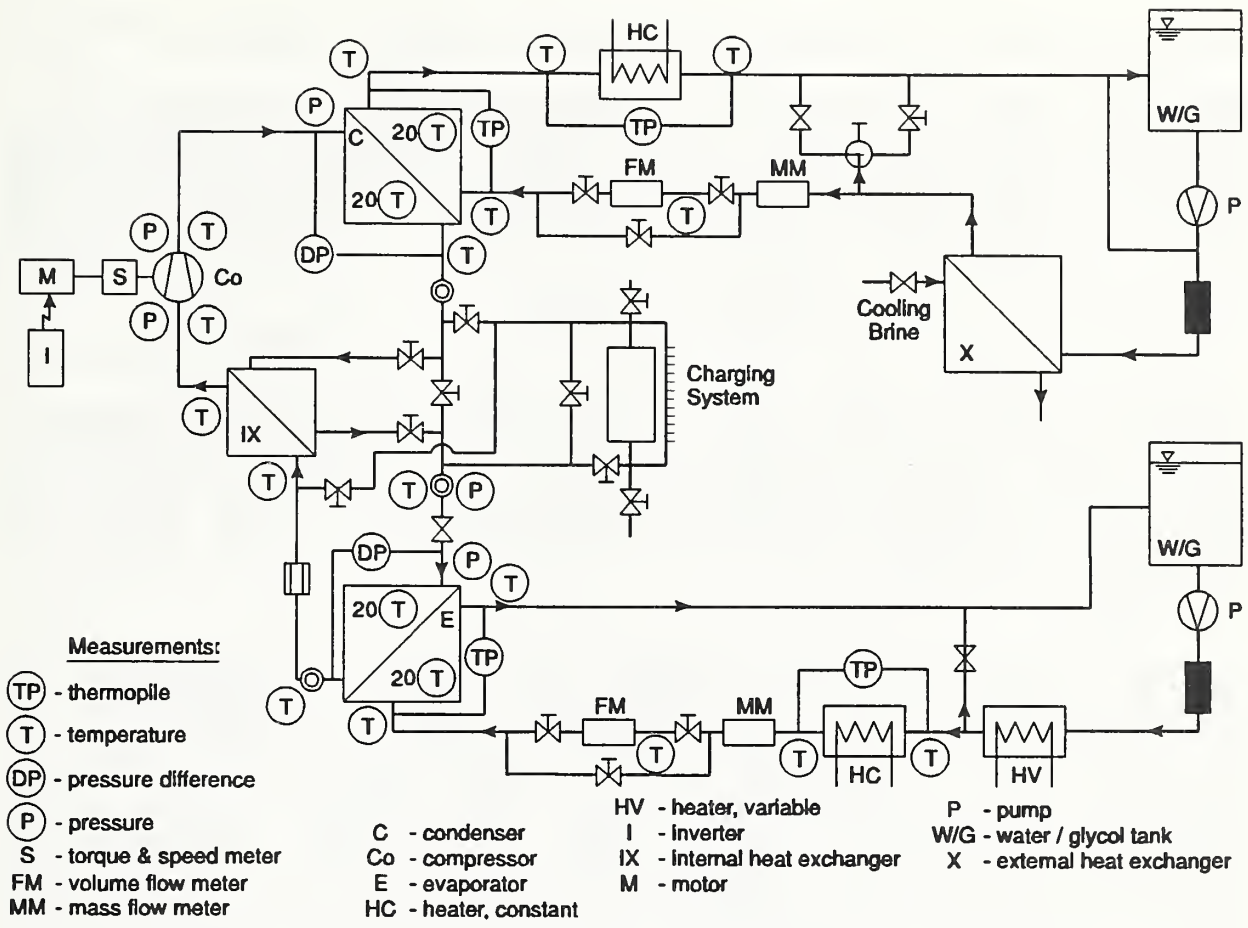 HC
T
T
T
P
TP
W/G
C
20 T
TP
20 T
FM
MM
T
T
P
P
T
DP
T
M
S
Co
P
T
Cooling
Brine
X
I
Charging
System
T
IX
T
T
P
DP
P
T
W/G
20 T
E
P
TP
20 T
TP
T
T
FM
MM
T
T
T
HC
HV
Measurements:
TP - thermopile
T - temperature
DP - pressure difference
P - pressure
S - torque & speed meter
FM - volume flow meter
MM - mass flow meter
C - condenser
Co - compressor
E - evaporator
HC - heater, constant
HV - heater, variable
I - inverter
IX - internal heat exchanger
M - motor
P - pump
W/G - water / glycol tank
X - external heat exchanger